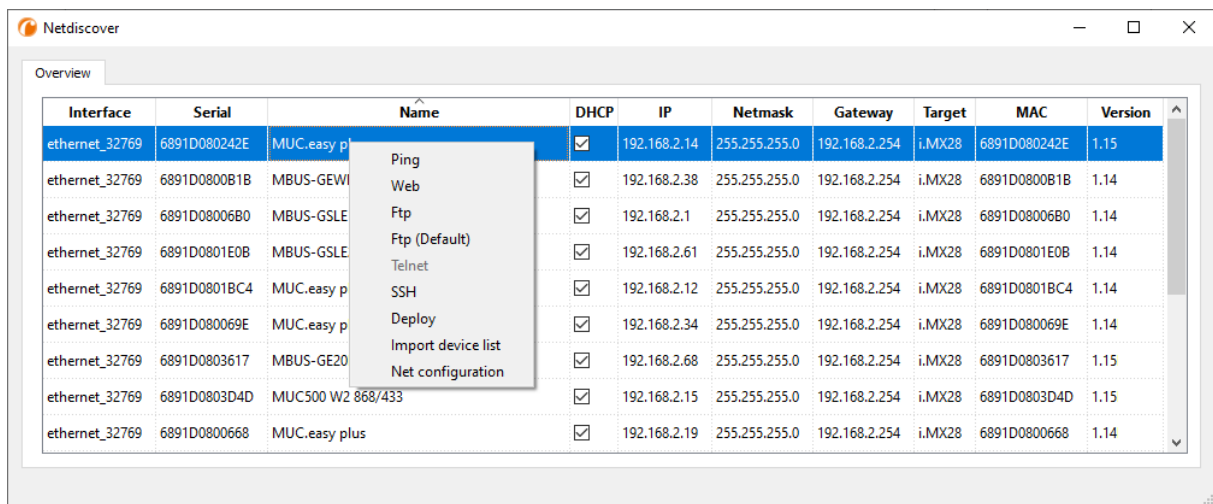 Netdiscover
Overview
Interface Serial Name DHCP IP Netmask Gateway Target MAC Version
ethernet_32769 6891D080242E MUC.easy p 192.168.2.14 255.255.255.0 192.168.2.254 i.MX28 6891D080242E 1.15
Ping
ethernet_32769 6891D0800B1B MBUS-GEW 192.168.2.38 255.255.255.0 192.168.2.254 i.MX28 6891D0800B1B 1.14
Web
ethernet_32769 6891D08006B0 MBUS-GSLE 192.168.2.1 255.255.255.0 192.168.2.254 i.MX28 6891D08006B0 1.14
Ftp
Ftp (Default)
ethernet_32769 6891D0801E0B MBUS-GSLE 192.168.2.61 255.255.255.0 192.168.2.254 i.MX28 6891D0801E0B 1.14
Telnet
ethernet_32769 6891D0801BC4 MUC.easy p 192.168.2.12 255.255.255.0 192.168.2.254 i.MX28 6891D0801BC4 1.14
SSH
Deploy
ethernet_32769 6891D080069E MUC.easy p 192.168.2.34 255.255.255.0 192.168.2.254 i.MX28 6891D080069E 1.14
Import device list
ethernet_32769 6891D0803617 MBUS-GE20 192.168.2.68 255.255.255.0 192.168.2.254 i.MX28 6891D0803617 1.15
Net configuration
ethernet_32769 6891D0803D4D MUC500 W2 868/433 192.168.2.15 255.255.255.0 192.168.2.254 i.MX28 6891D0803D4D 1.15
ethernet_32769 6891D0800668 MUC.easy plus 192.168.2.19 255.255.255.0 192.168.2.254 i.MX28 6891D0800668 1.14